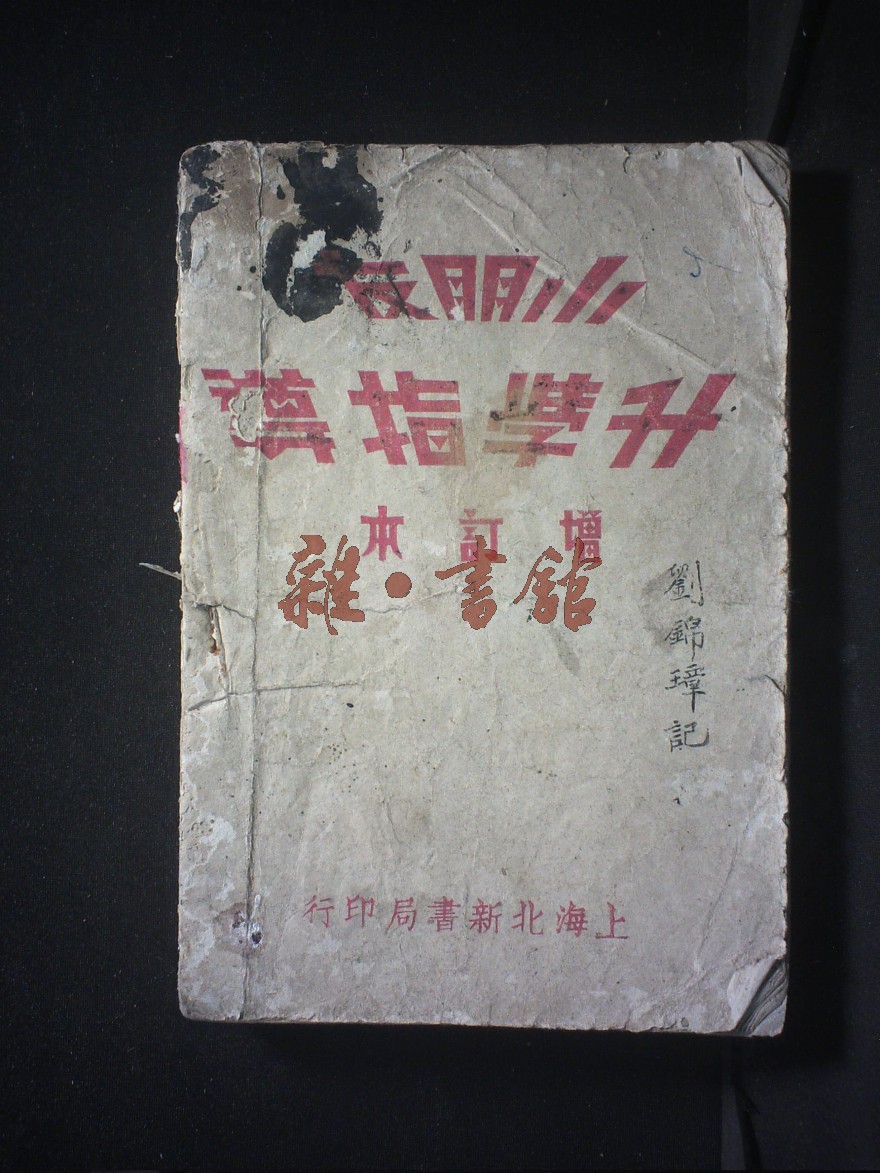 小朋友
升學指導
增訂本
雜•書館
劉錦璋記
上海北新書局印行